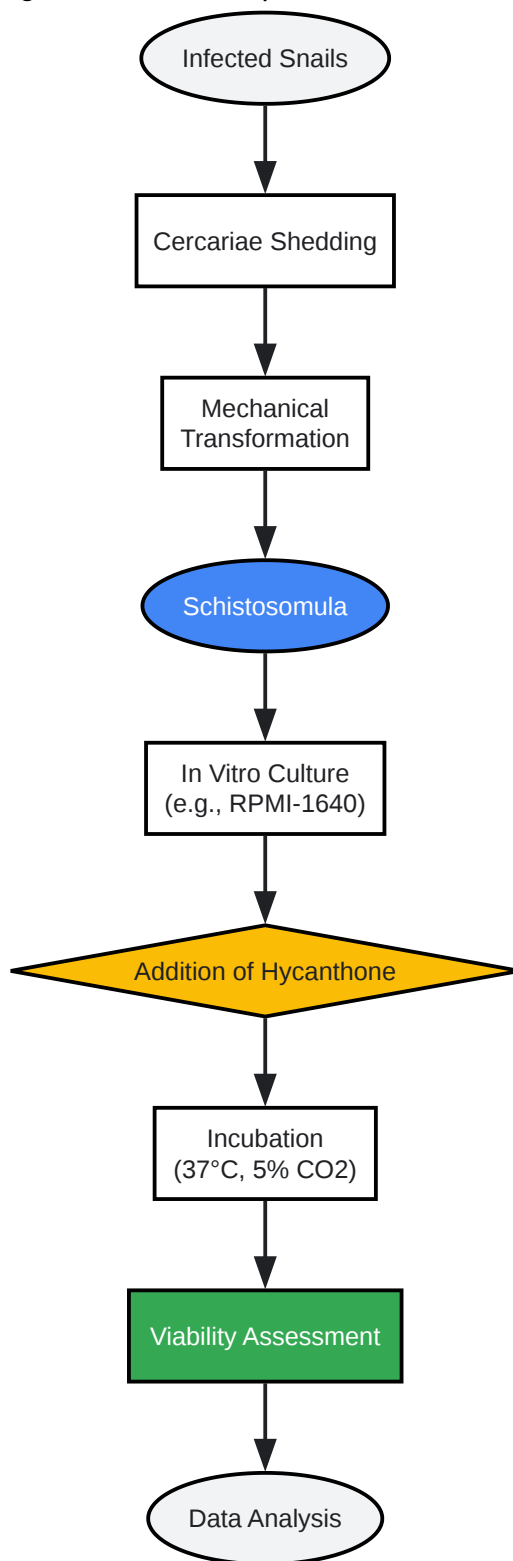 Infected Snails
Cercariae Shedding
Mechanical
Transformation
Schistosomula
In Vitro Culture
(e.g., RPMI-1640)
Addition of Hycanthone
Incubation
(37°C, 5% CO2)
Viability Assessment
Data Analysis